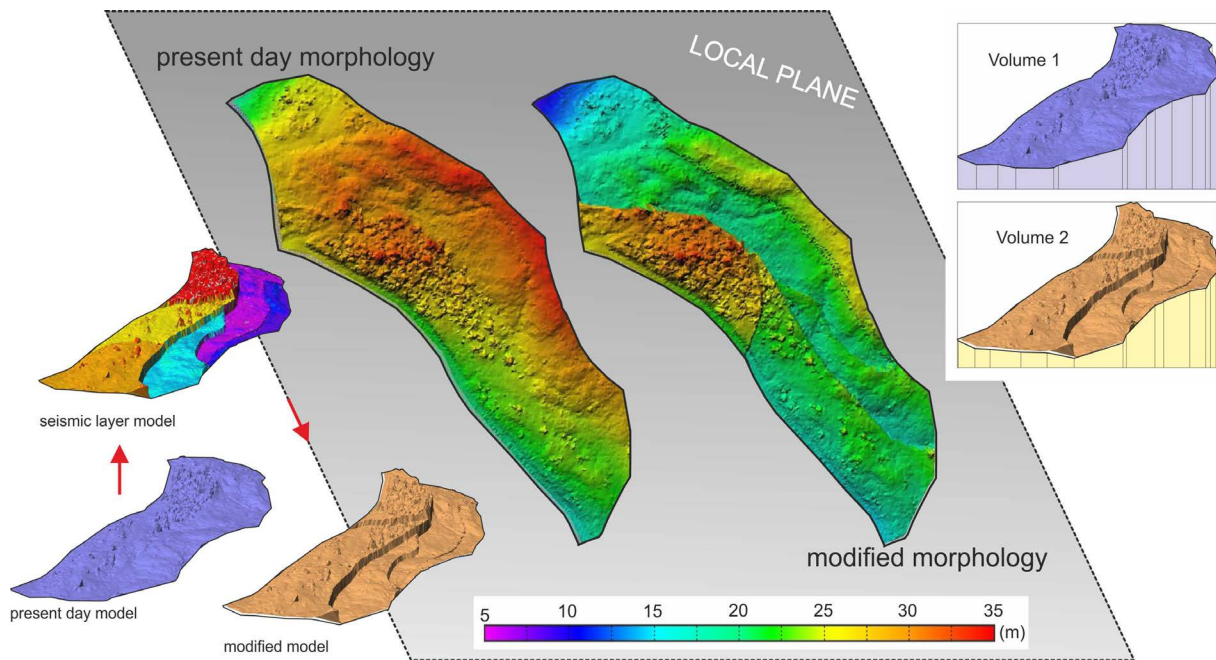 present day morphology
LOCAL PLANE
Volume 1
Volume 2
seismic layer model
present day model
modified model
modified morphology
5 10 15 20 25 30 35
(m)